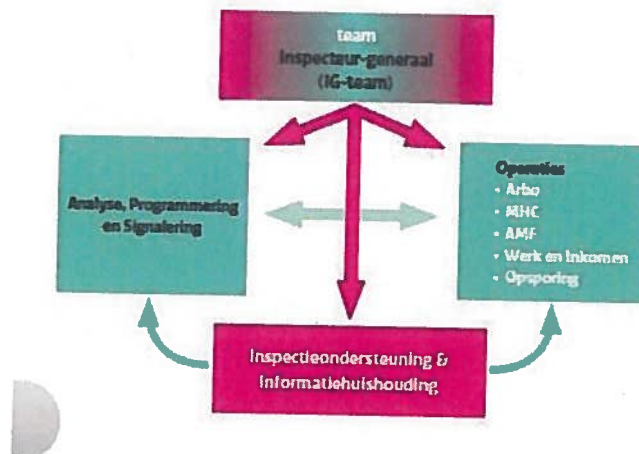 team
Inspecteur-generaal
(IG-team)
Analyse, Programmering
en Signalering
Operaties
• Arbo
• MHC
• AMF
• Werk en Inkomen
• Opsporing
Inspectieondersteuning &
Informatiehuishouding